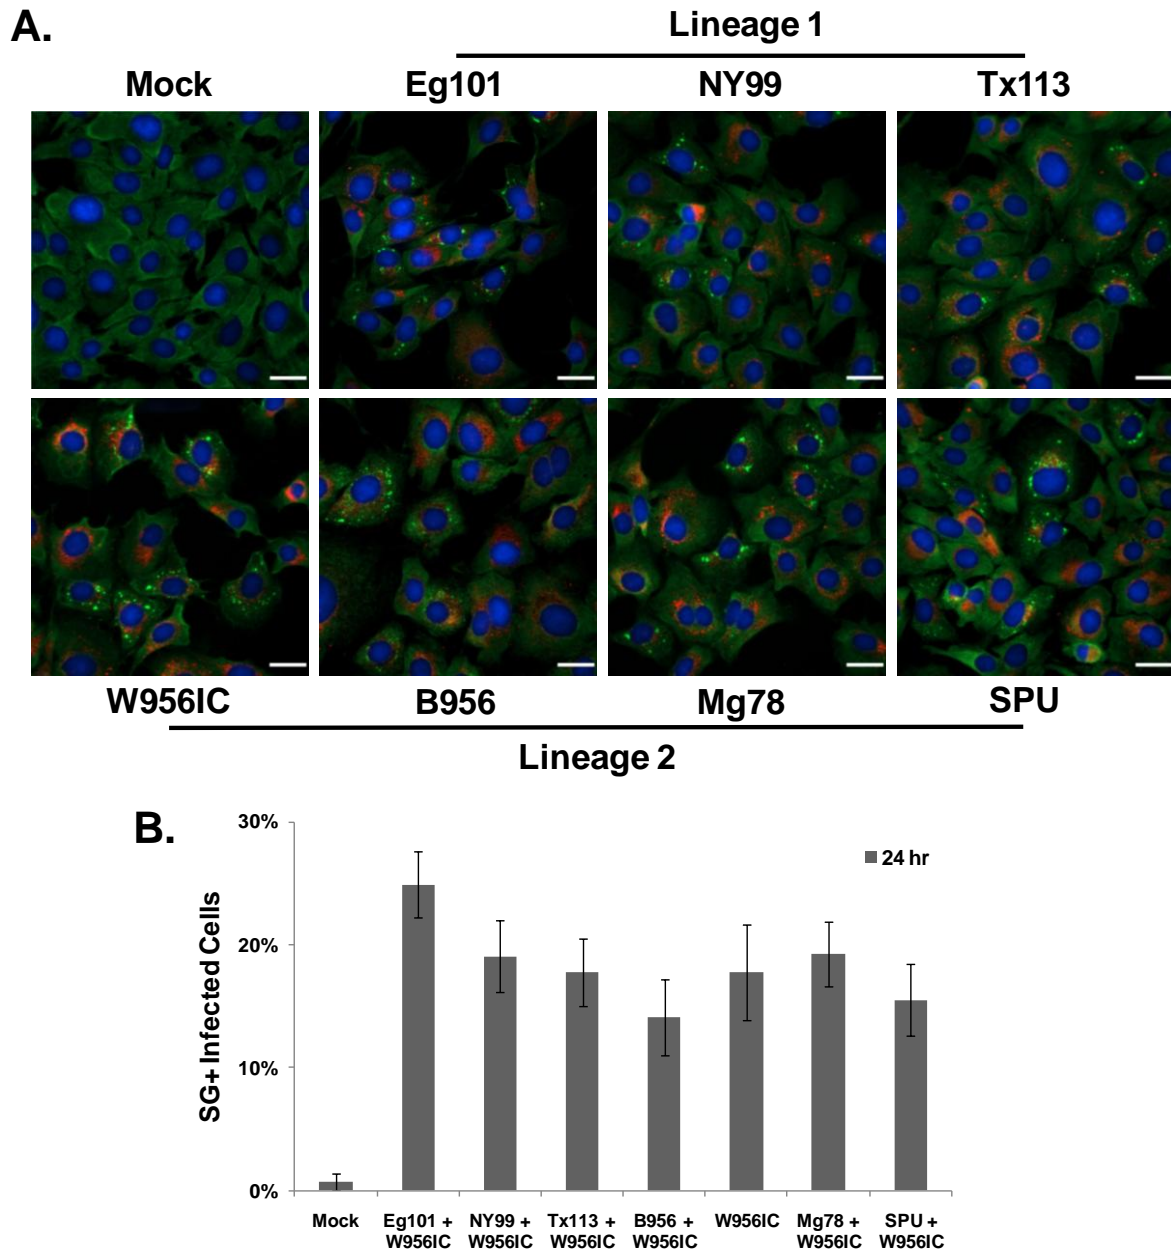 A.
Lineage 1
Mock Eg101 NY99 Tx113
W956IC B956 Mg78 SPU
Lineage 2
B.
30%
20%
10%
0%
SG+ Infected Cells
24 hr
Mock Eg101 + NY99 + Tx113 + B956 + W956IC Mg78 + SPU +
W956IC W956IC W956IC W956IC W956IC W956IC